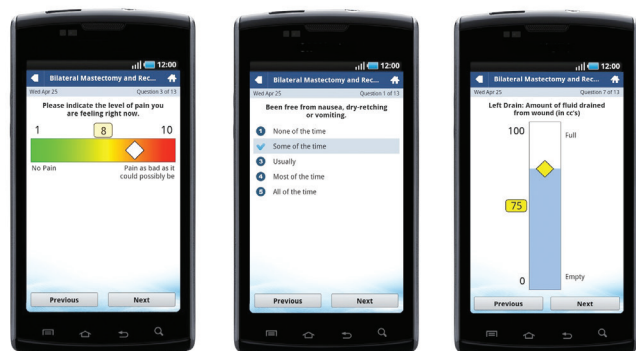 12:00
Bilateral Mastectomy and Rec...
Wed Apr 25 Question 3 of 13
Please indicate the level of pain you
are feeling right now.
1 8 10
No Pain Pain as bad as it
could possibly be
Previous Next
12:00
Bilateral Mastectomy and Rec...
Wed Apr 25 Question 1 of 13
Been free from nausea, dry-retching
or vomiting.
1 None of the time
Some of the time
3 Usually
4 Most of the time
5 All of the time
Previous Next
12:00
Bilateral Mastectomy and Rec...
Wed Apr 25 Question 7 of 13
Left Drain: Amount of fluid drained
from wound (in cc's)
100 Full
75
0 Empty
Previous Next